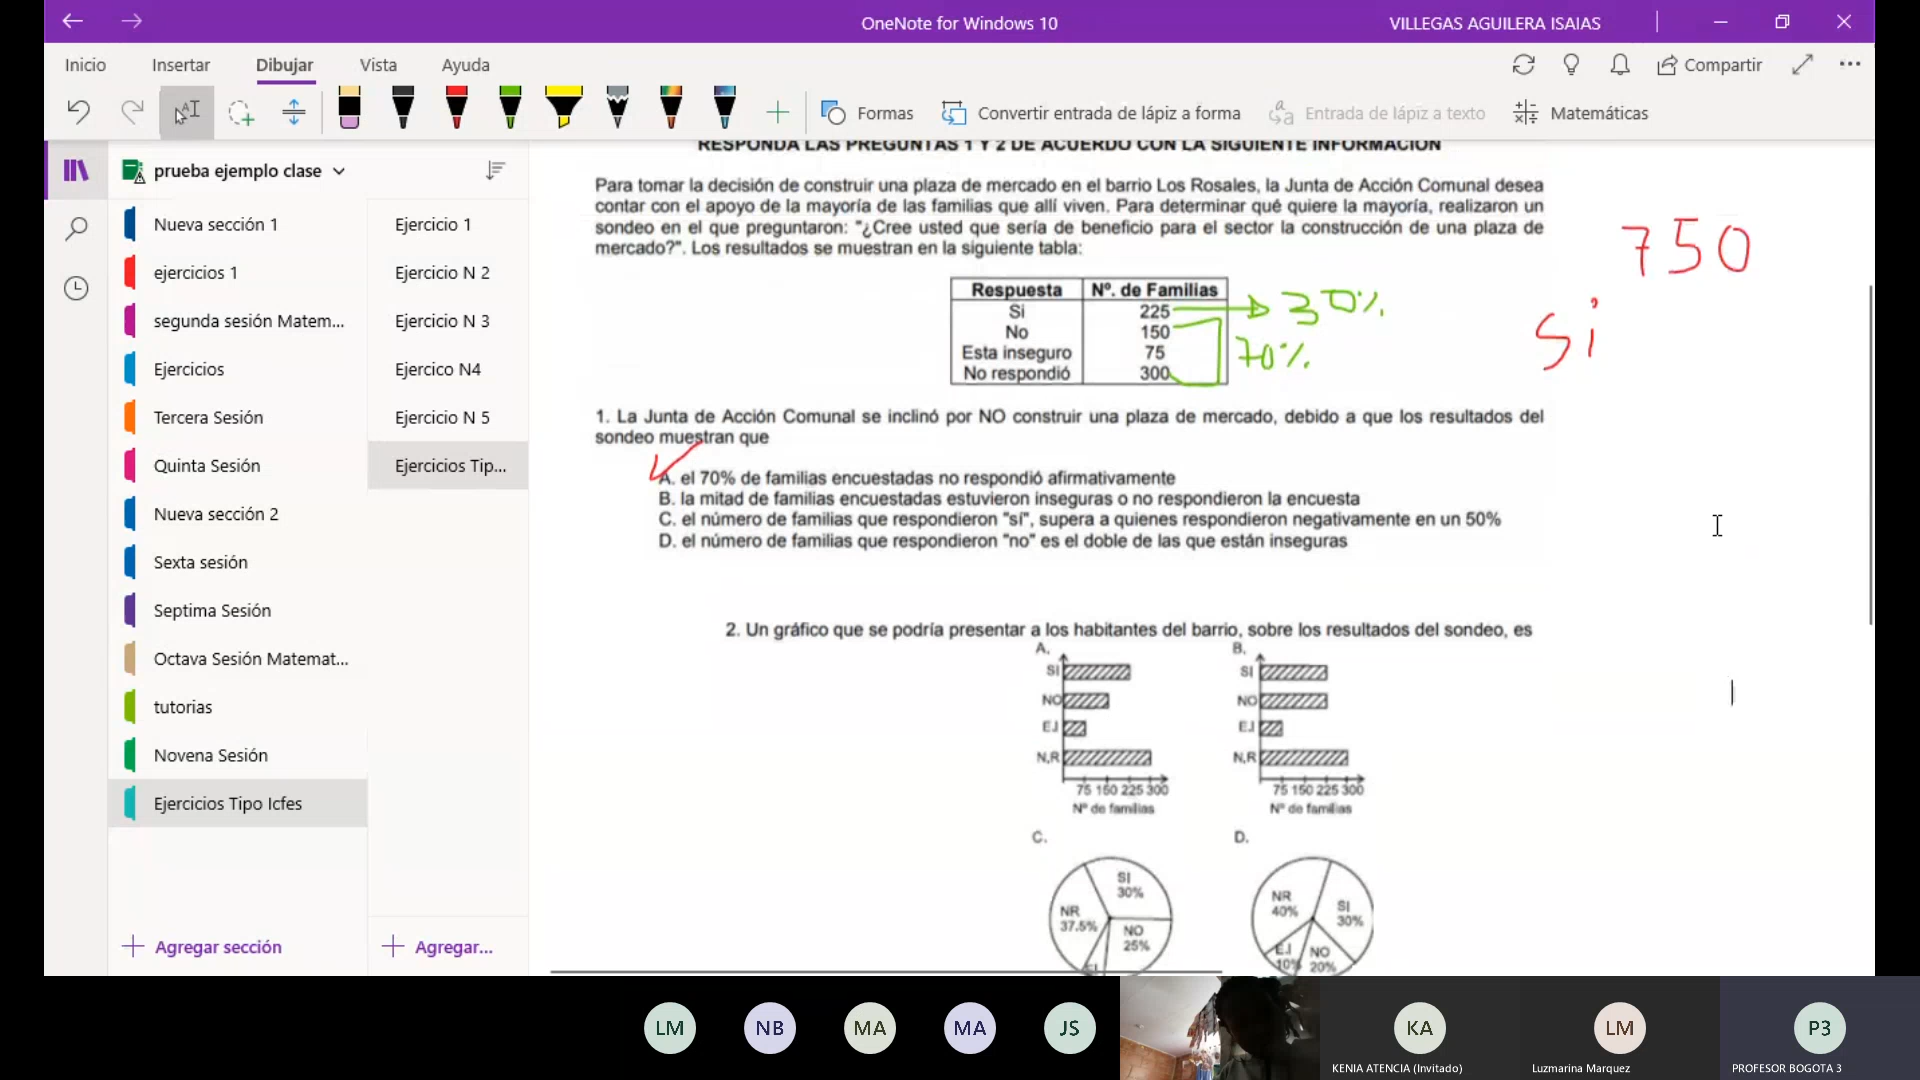 OneNote for Windows 10
VILLEGAS AGUILERA ISAIAS
Inicio
Insertar
Dibujar
Vista
Ayuda
Compartir
Formas
Convertir entrada de lápiz a forma
Entrada de lápiz a texto
Matemáticas
prueba ejemplo clase
Nueva sección 1
ejercicios 1
segunda sesión Matem...
Ejercicios
Tercera Sesión
Quinta Sesión
Nueva sección 2
Sexta sesión
Septima Sesión
Octava Sesión Matemat...
tutorias
Novena Sesión
Ejercicios Tipo Icfes
Agregar sección
Ejercicio 1
Ejercicio N 2
Ejercicio N 3
Ejercico N4
Ejercicio N 5
Ejercicios Tip...
Agregar...
RESPONDA LAS PREGUNTAS 1 Y 2 DE ACUERDO CON LA SIGUIENTE INFORMACIÓN
Para tomar la decisión de construir una plaza de mercado en el barrio Los Rosales, la Junta de Acción Comunal desea
contar con el apoyo de la mayoría de las familias que allí viven. Para determinar qué quiere la mayoría, realizaron un
sondeo en el que preguntaron: "¿Cree usted que sería de beneficio para el sector la construcción de una plaza de
mercado?". Los resultados se muestran en la siguiente tabla:
750
Si
Respuesta Nº. de Familias
Si 225 30%
No 150
Esta inseguro 75 70%
No respondió 300
1. La Junta de Acción Comunal se inclinó por NO construir una plaza de mercado, debido a que los resultados del
sondeo muestran que
A. el 70% de familias encuestadas no respondió afirmativamente
B. la mitad de familias encuestadas estuvieron inseguras o no respondieron la encuesta
C. el número de familias que respondieron "sí", supera a quienes respondieron negativamente en un 50%
D. el número de familias que respondieron "no" es el doble de las que están inseguras
2. Un gráfico que se podría presentar a los habitantes del barrio, sobre los resultados del sondeo, es
A.
SI
NO
E.I
N.R
75 150 225 300
Nº de familias
B.
SI
NO
E.I
N.R
75 150 225 300
Nº de familias
C.
SI
30%
NR
37.5%
NO
25%
E.I
D.
NR
40%
SI
30%
E.I
10%
NO
20%
LM
NB
MA
MA
JS
KA
KENIA ATENCIA (Invitado)
LM
Luzmarina Marquez
P3
PROFESOR BOGOTA 3